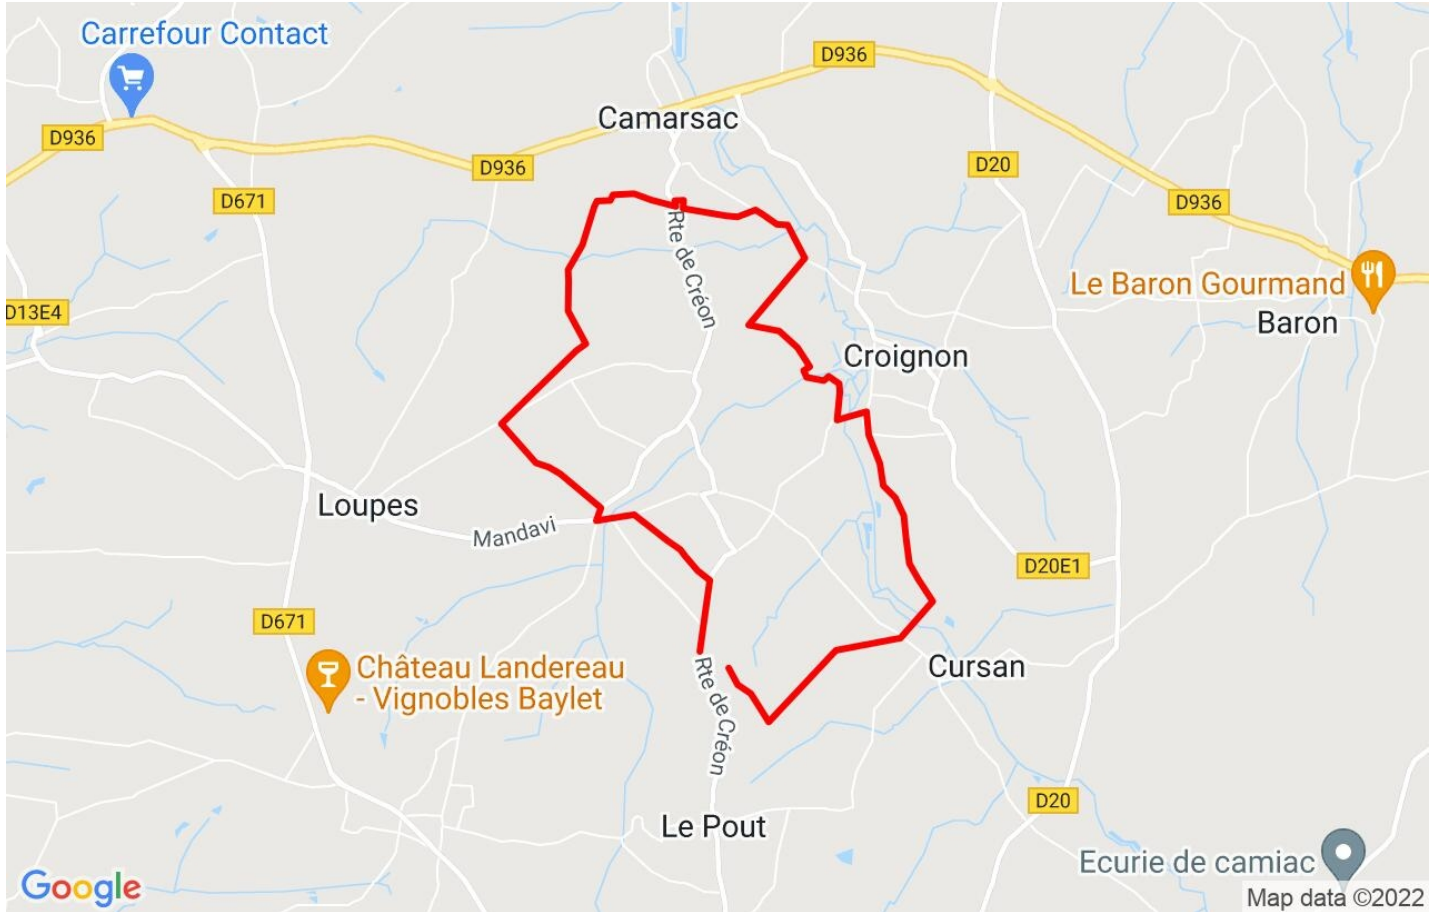 Carrefour Contact
D936
Camarsac
D936
D936
D20
D671
D936
Rte de Créon
Le Baron Gourmand
Baron
D13E4
Croignon
Loupes
Mandavi
D20E1
D671
Château Landereau
- Vignobles Baylet
Cursan
Rte de Créon
D20
Le Pout
Ecurie de camiac
Google
Map data ©2022